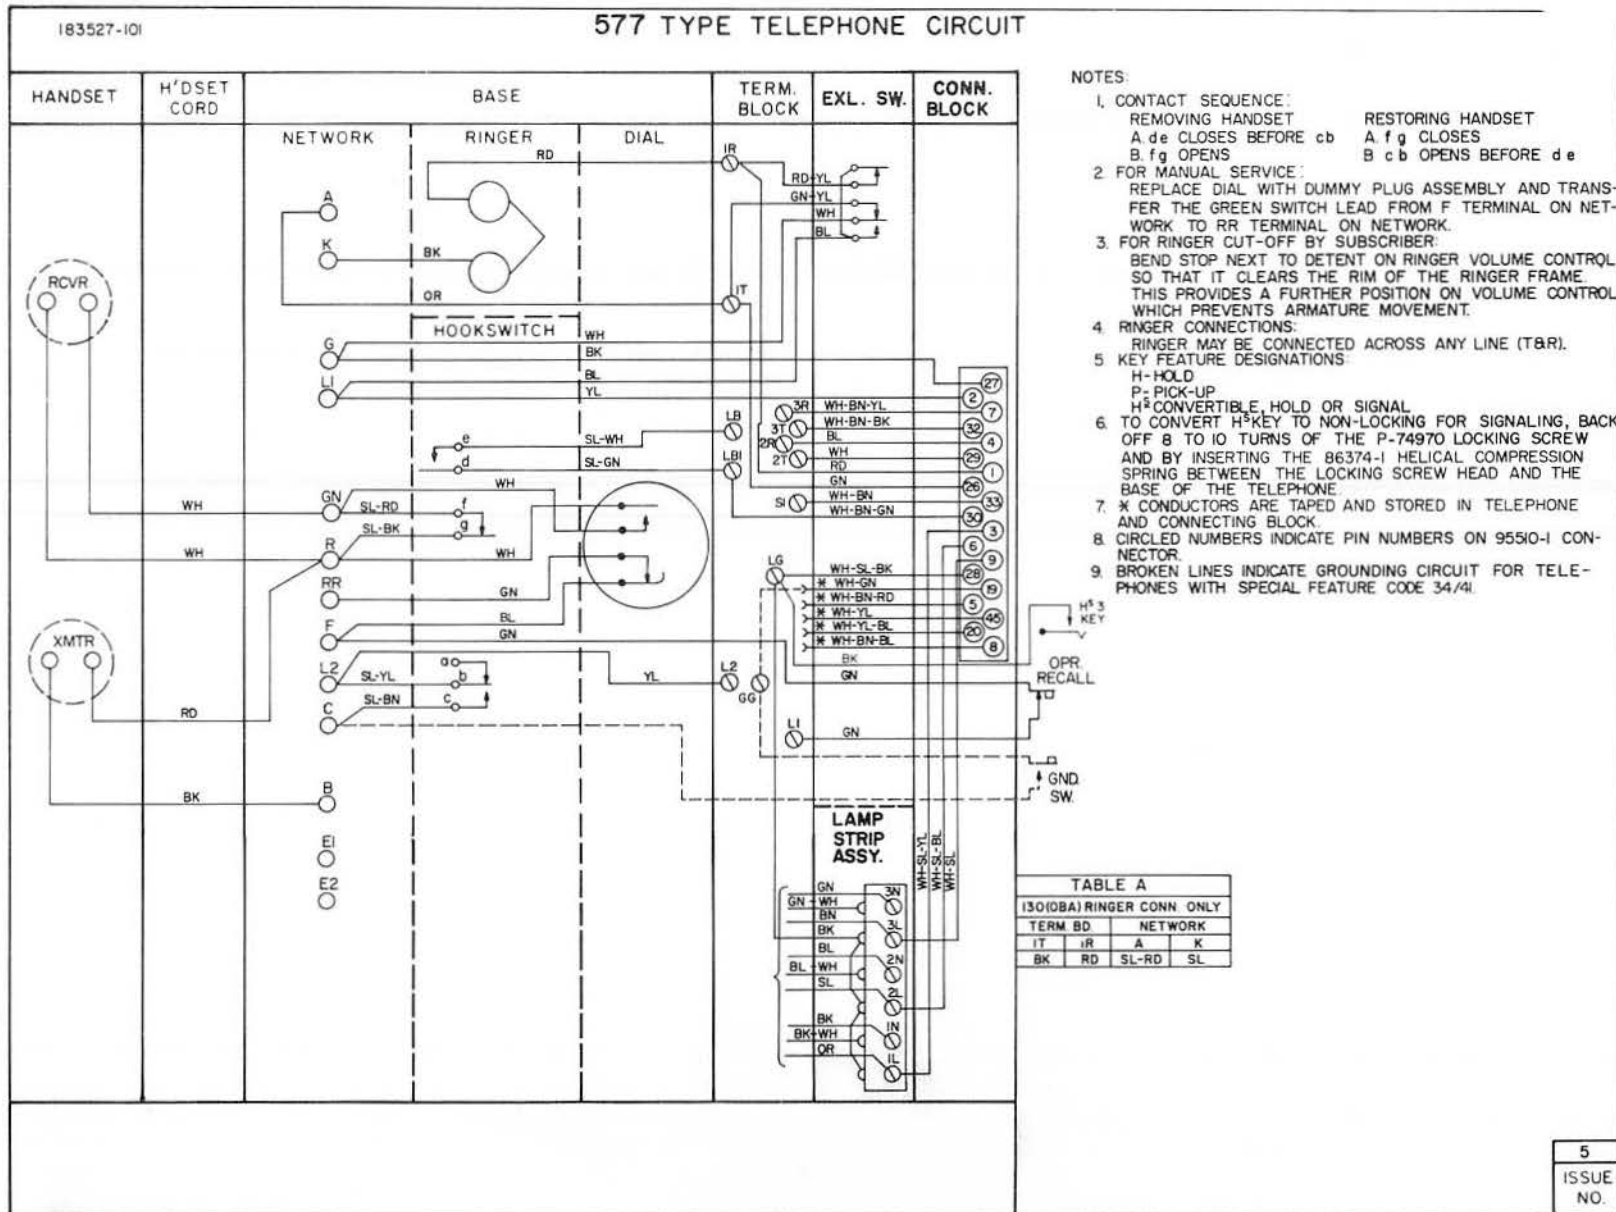 183527-101
577 TYPE TELEPHONE CIRCUIT
HANDSET
H'DSET
CORD
BASE
TERM.
BLOCK
EXL. SW.
CONN.
BLOCK
NETWORK
RINGER
DIAL
RCVR
XMTR
WH
WH
RD
BK
A
K
G
L1
GN
R
RR
F
L2
C
B
E1
E2
RD
BK
OR
HOOKSWITCH
WH
BK
BL
YL
e
SL-WH
d
SL-GN
WH
SL-RD
f
SL-BK
g
WH
GN
BL
GN
a
SL-YL
b
SL-BN
c
YL
1R
1T
LB
LB1
3R
3T
2R
2T
S1
LG
L2
GG
L1
RD-YL
GN-YL
WH
BL
WH-BN-YL
WH-BN-BK
BL
WH
RD
GN
WH-BN
WH-BN-GN
WH-SL-BK
* WH-GN
* WH-BN-RD
* WH-YL
* WH-YL-BL
* WH-BN-BL
BK
GN
GN
27
2
7
32
4
29
1
26
33
30
3
6
9
28
19
5
45
20
8
HS 3
KEY
OPR.
RECALL
GND.
SW.
LAMP
STRIP
ASSY.
WH-SL-YL
WH-SL-BL
WH-SL
GN
3N
GN-WH
BN
3L
BK
BL
2N
BL-WH
SL
2L
BK
1N
BK-WH
OR
1L
NOTES:
1, CONTACT SEQUENCE:
REMOVING HANDSET RESTORING HANDSET
A. de CLOSES BEFORE cb A. f g CLOSES
B. fg OPENS B c b OPENS BEFORE d e
2. FOR MANUAL SERVICE:
REPLACE DIAL WITH DUMMY PLUG ASSEMBLY AND TRANS-
FER THE GREEN SWITCH LEAD FROM F TERMINAL ON NET-
WORK TO RR TERMINAL ON NETWORK.
3. FOR RINGER CUT-OFF BY SUBSCRIBER:
BEND STOP NEXT TO DETENT ON RINGER VOLUME CONTROL
SO THAT IT CLEARS THE RIM OF THE RINGER FRAME.
THIS PROVIDES A FURTHER POSITION ON VOLUME CONTROL
WHICH PREVENTS ARMATURE MOVEMENT.
4. RINGER CONNECTIONS:
RINGER MAY BE CONNECTED ACROSS ANY LINE (T&R).
5 KEY FEATURE DESIGNATIONS:
H-HOLD
P-PICK-UP
HS CONVERTIBLE, HOLD OR SIGNAL
6. TO CONVERT HS KEY TO NON-LOCKING FOR SIGNALING, BACK
OFF 8 TO 10 TURNS OF THE P-74970 LOCKING SCREW
AND BY INSERTING THE 86374-1 HELICAL COMPRESSION
SPRING BETWEEN THE LOCKING SCREW HEAD AND THE
BASE OF THE TELEPHONE.
7. * CONDUCTORS ARE TAPED AND STORED IN TELEPHONE
AND CONNECTING BLOCK.
8. CIRCLED NUMBERS INDICATE PIN NUMBERS ON 95510-1 CON-
NECTOR.
9. BROKEN LINES INDICATE GROUNDING CIRCUIT FOR TELE-
PHONES WITH SPECIAL FEATURE CODE 34/41.
TABLE A
130(0BA) RINGER CONN. ONLY
TERM. BD. NETWORK
1T 1R A K
BK RD SL-RD SL
5
ISSUE
NO.